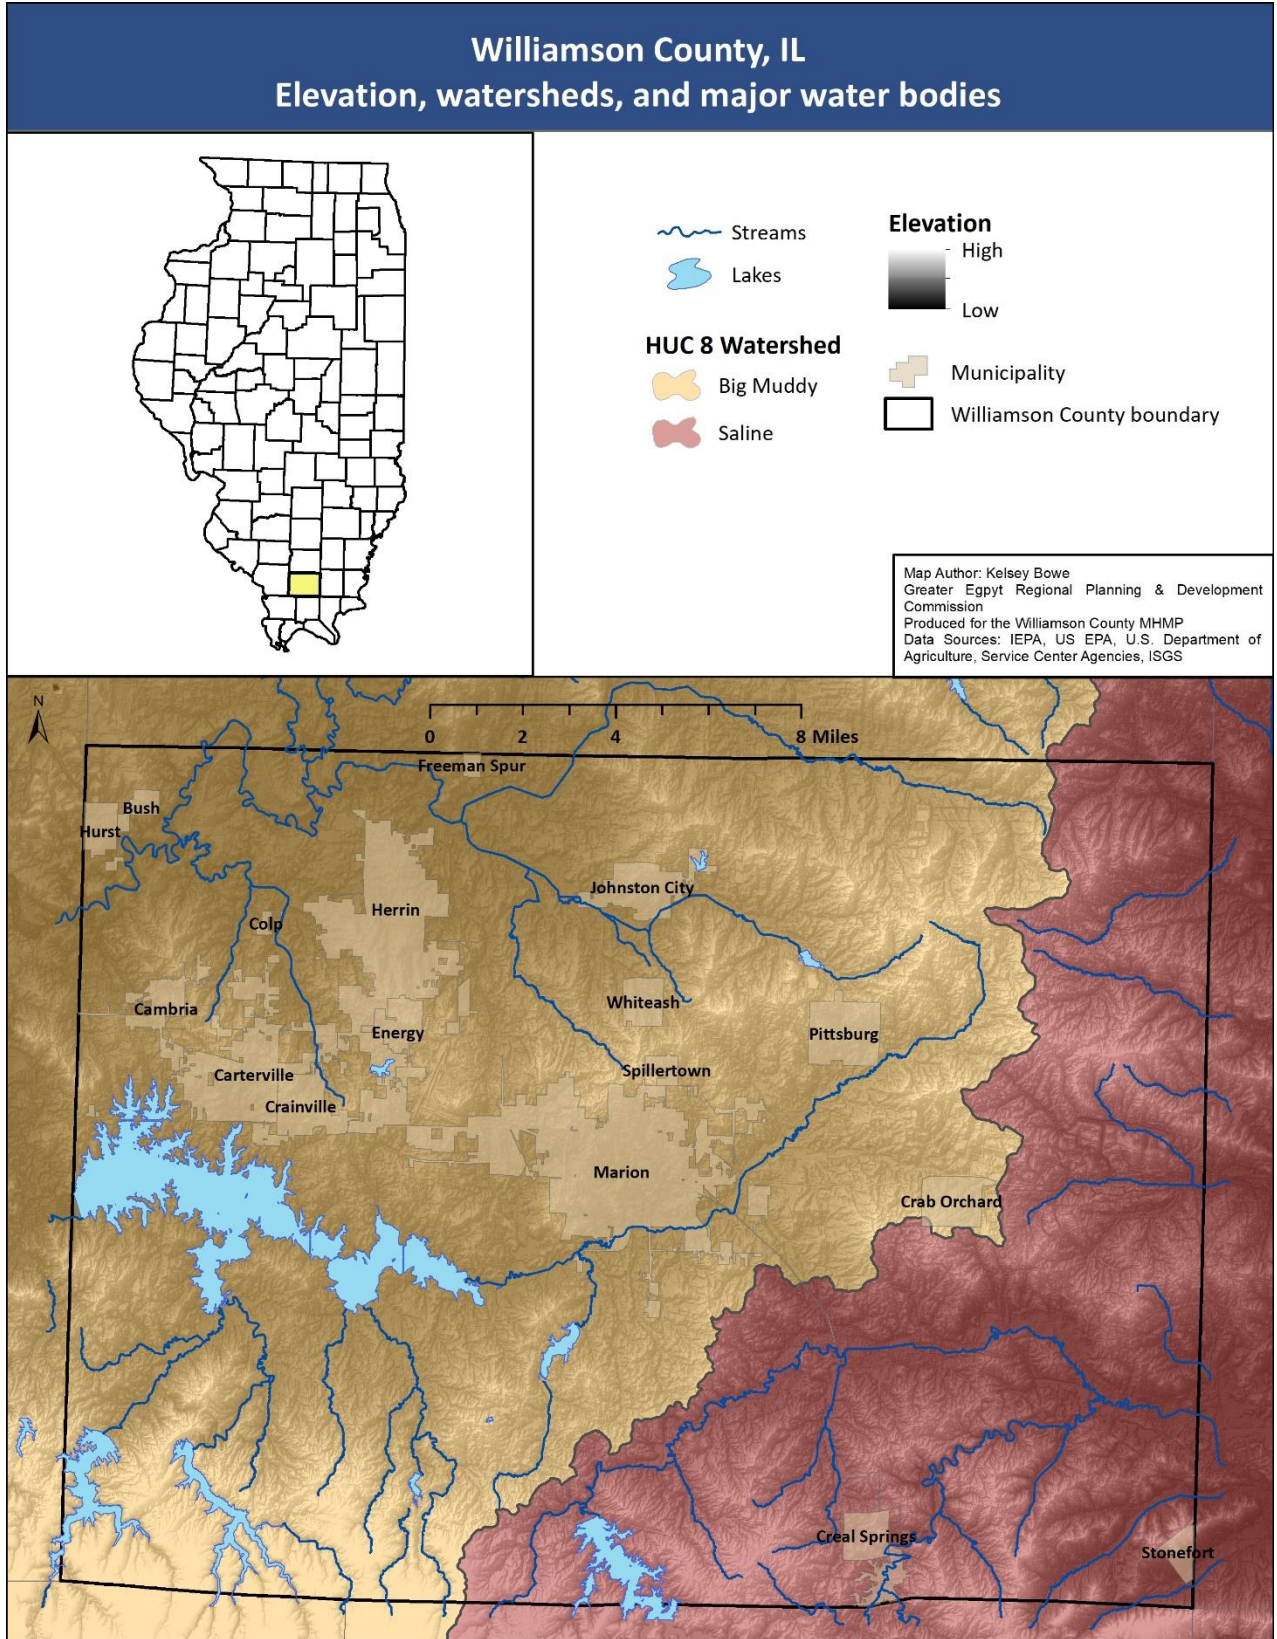 Williamson County, IL
Elevation, watersheds, and major water bodies
Streams
Lakes
HUC 8 Watershed
Big Muddy
Saline
Elevation
High
Low
Municipality
Williamson County boundary
Map Author: Kelsey Bowe
Greater Egpyt Regional Planning & Development
Commission
Produced for the Williamson County MHMP
Data Sources: IEPA, US EPA, U.S. Department of
Agriculture, Service Center Agencies, ISGS
N
0 2 4 8 Miles
Freeman Spur
Bush
Hurst
Johnston City
Herrin
Colp
Cambria
Whiteash
Energy
Pittsburg
Spillertown
Carterville
Crainville
Marion
Crab Orchard
Creal Springs
Stonefort